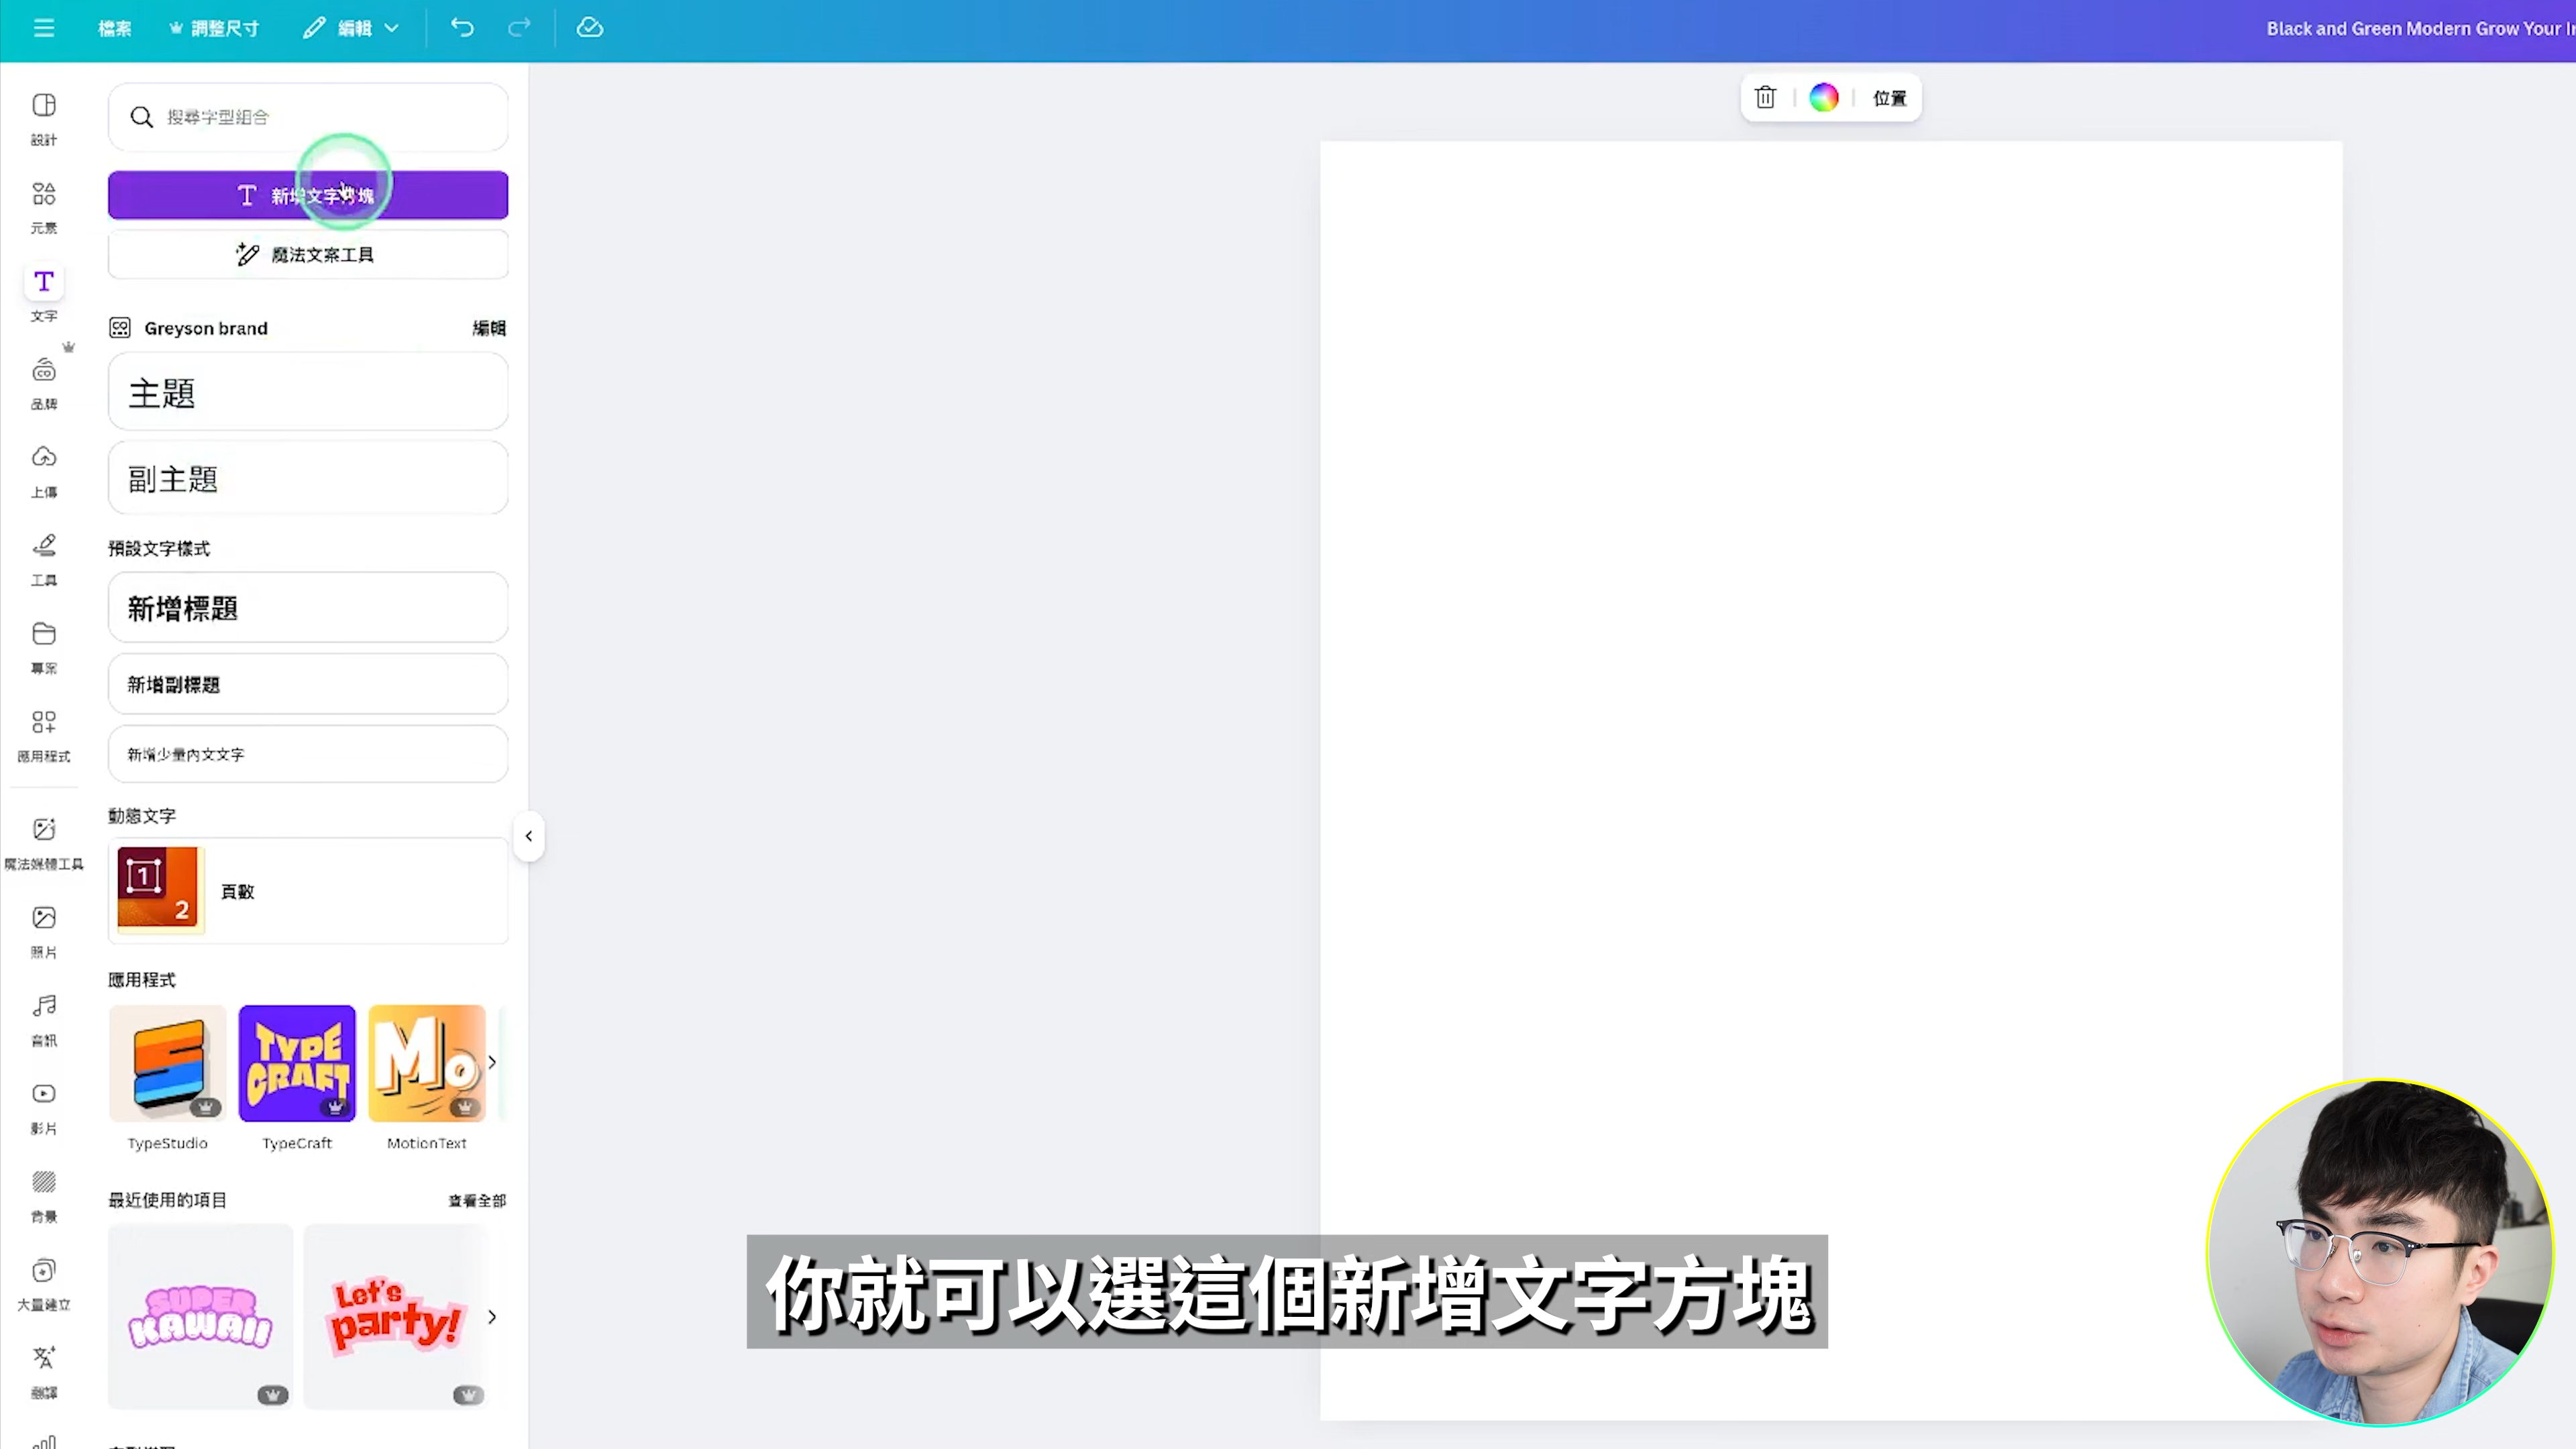 檔案
調整尺寸
編輯
Black and Green Modern Grow Your
設計
元素
文字
品牌
上傳
工具
專案
應用程式
魔法媒體工具
照片
音訊
影片
背景
大量建立
翻譯
搜尋字型組合
新增文字方塊
魔法文案工具
Greyson brand
編輯
主題
副主題
預設文字樣式
新增標題
新增副標題
新增少量內文文字
動態文字
1
2
頁數
應用程式
TYPE
CRAFT
Mo
TypeStudio
TypeCraft
MotionText
最近使用的項目
查看全部
SUPER
KAWAII
Let's
party!
位置
你就可以選這個新增文字方塊